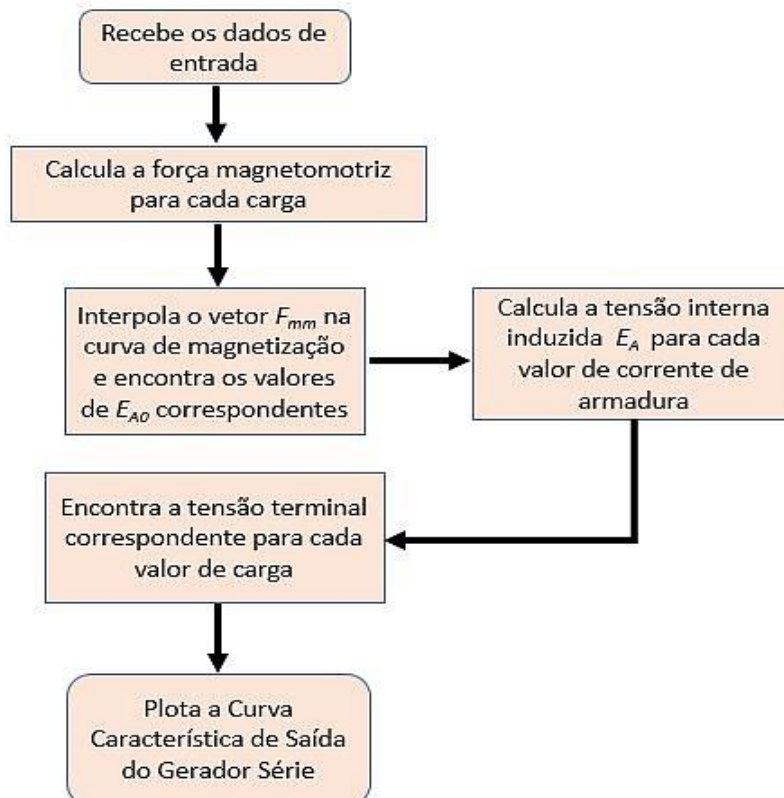 Recebe os dados de
entrada
Calcula a força magnetomotriz
para cada carga
Interpola o vetor Fmm na
curva de magnetização
e encontra os valores
de EA0 correspondentes
Calcula a tensão interna
induzida EA para cada
valor de corrente de
armadura
Encontra a tensão terminal
correspondente para cada
valor de carga
Plota a Curva
Característica de Saída
do Gerador Série